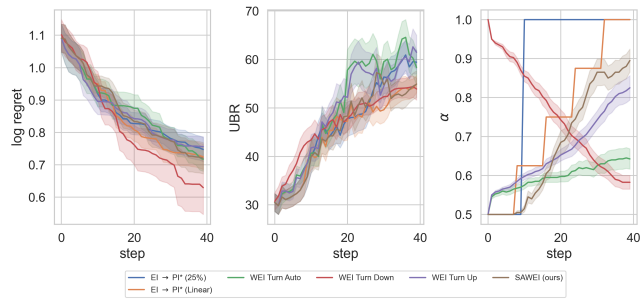 1.1
1.0
0.9
0.8
0.7
0.6
log regret
0
20
40
step
70
60
50
40
30
UBR
0
20
40
step
1.0
0.9
0.8
0.7
0.6
0.5
α
0
20
40
step
EI → PI* (25%)
EI → PI* (Linear)
WEI Turn Auto
WEI Turn Down
WEI Turn Up
SAWEI (ours)